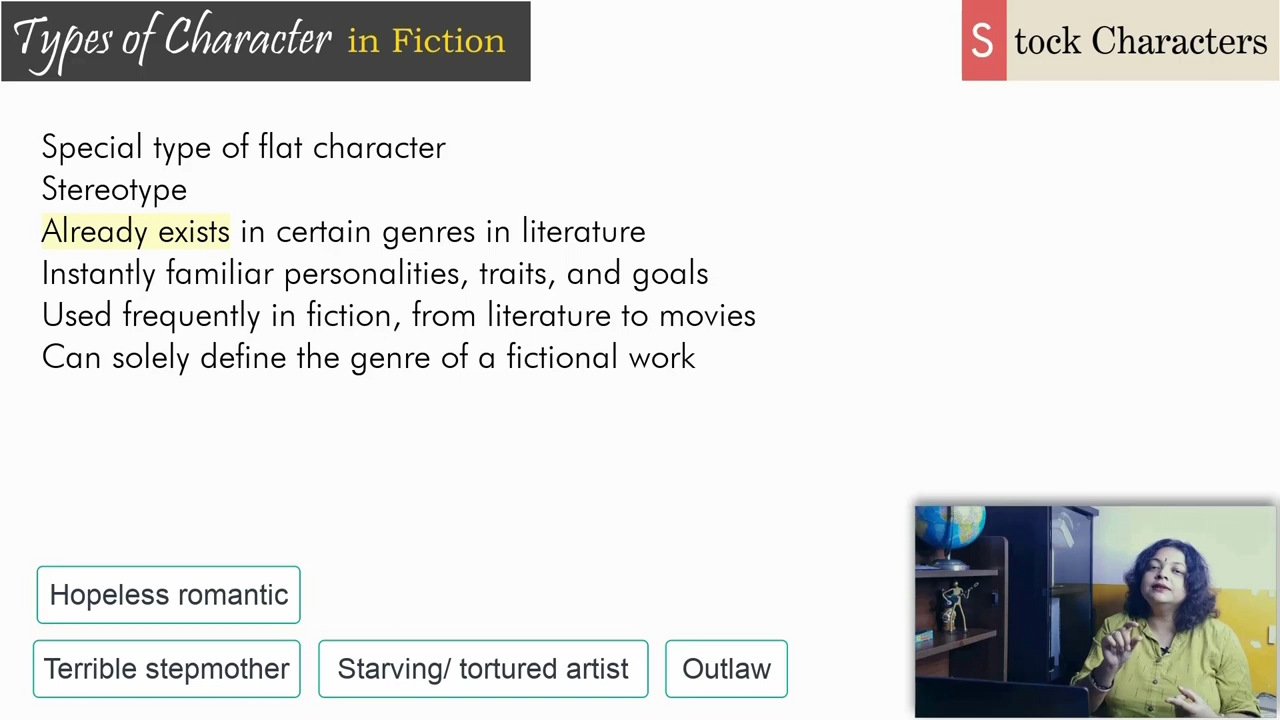 Types of Character in Fiction
Stock Characters
Special type of flat character
Stereotype
Already exists in certain genres in literature
Instantly familiar personalities, traits, and goals
Used frequently in fiction, from literature to movies
Can solely define the genre of a fictional work
Hopeless romantic
Terrible stepmother
Starving/ tortured artist
Outlaw